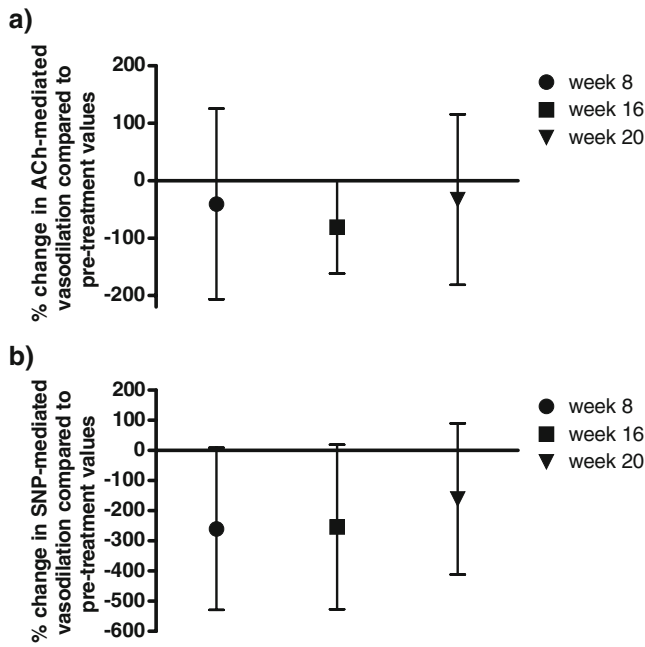 a)
% change in ACh-mediated
vasodilation compared to
pre-treatment values
200
100
0
-100
-200
week 8
week 16
week 20
b)
% change in SNP-mediated
vasodilation compared to
pre-treatment values
200
100
0
-100
-200
-300
-400
-500
-600
week 8
week 16
week 20